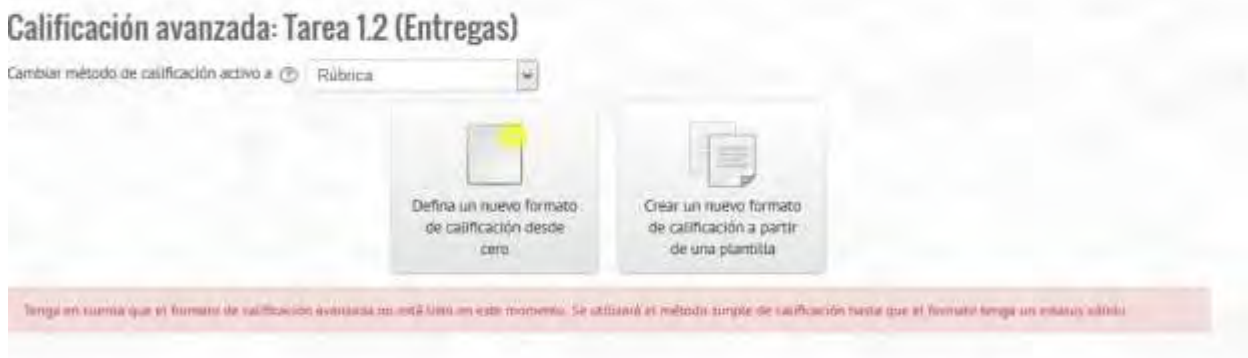 Calificación avanzada: Tarea 1.2 (Entregas)
Cambiar método de calificación activo a Rúbrica
Defina un nuevo formato
de calificación desde
cero
Crear un nuevo formato
de calificación a partir
de una plantilla
Tenga en cuenta que el formato de calificación avanzada no está listo en este momento. Se utilizará el método simple de calificación hasta que el formato tenga un estatus válido.